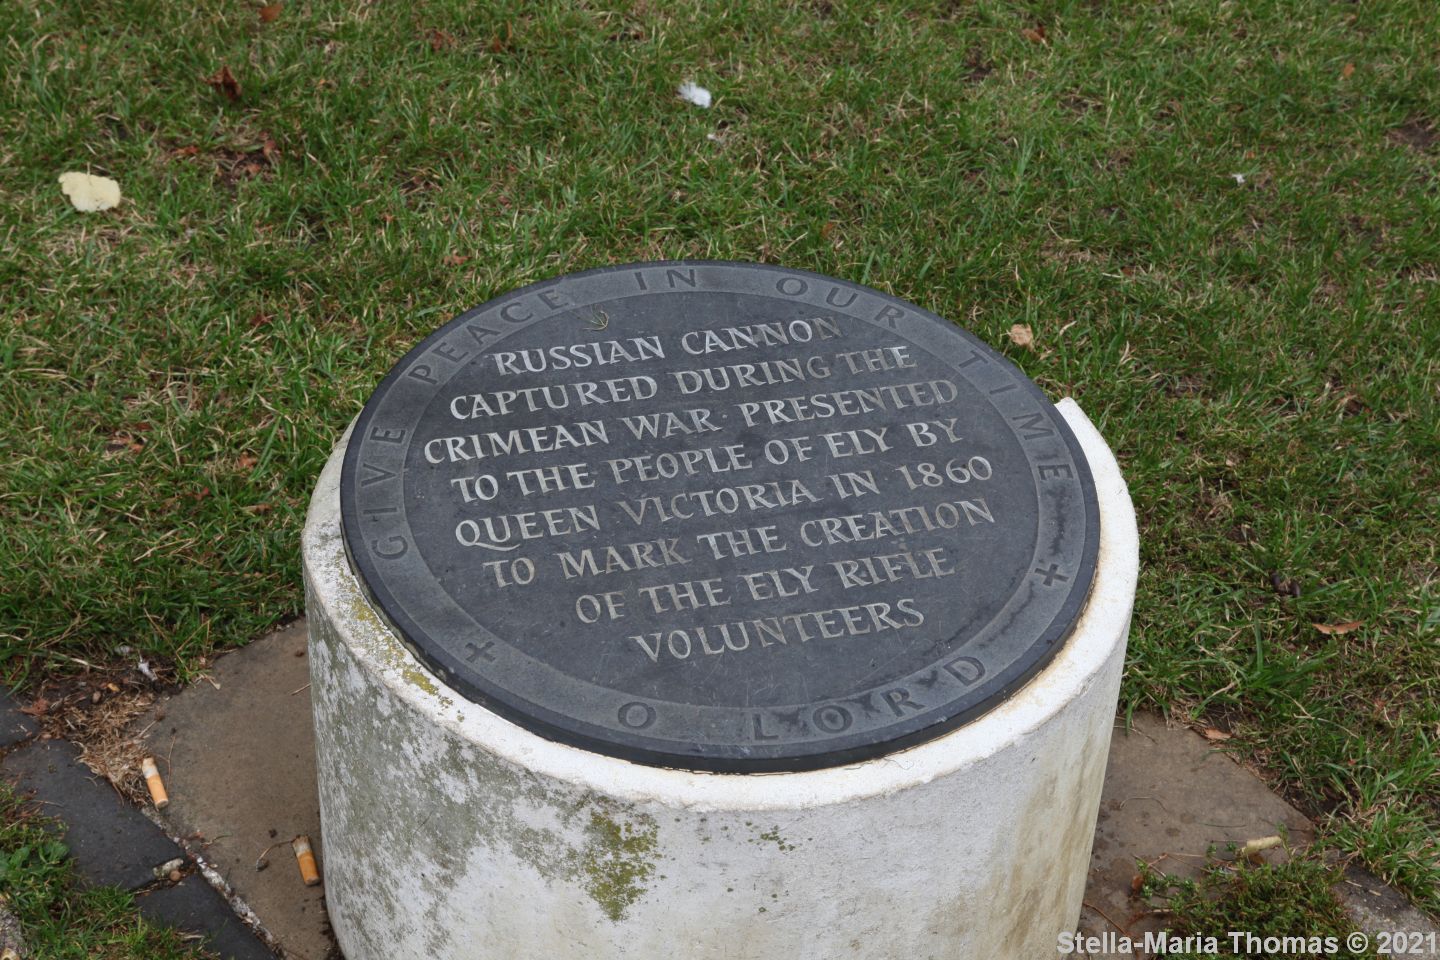 GIVE PEACE IN OUR TIME
+ O LORD +
RUSSIAN CANNON
CAPTURED DURING THE
CRIMEAN WAR PRESENTED
TO THE PEOPLE OF ELY BY
QUEEN VICTORIA IN 1860
TO MARK THE CREATION
OF THE ELY RIFLE
VOLUNTEERS
Stella-Maria Thomas © 2021